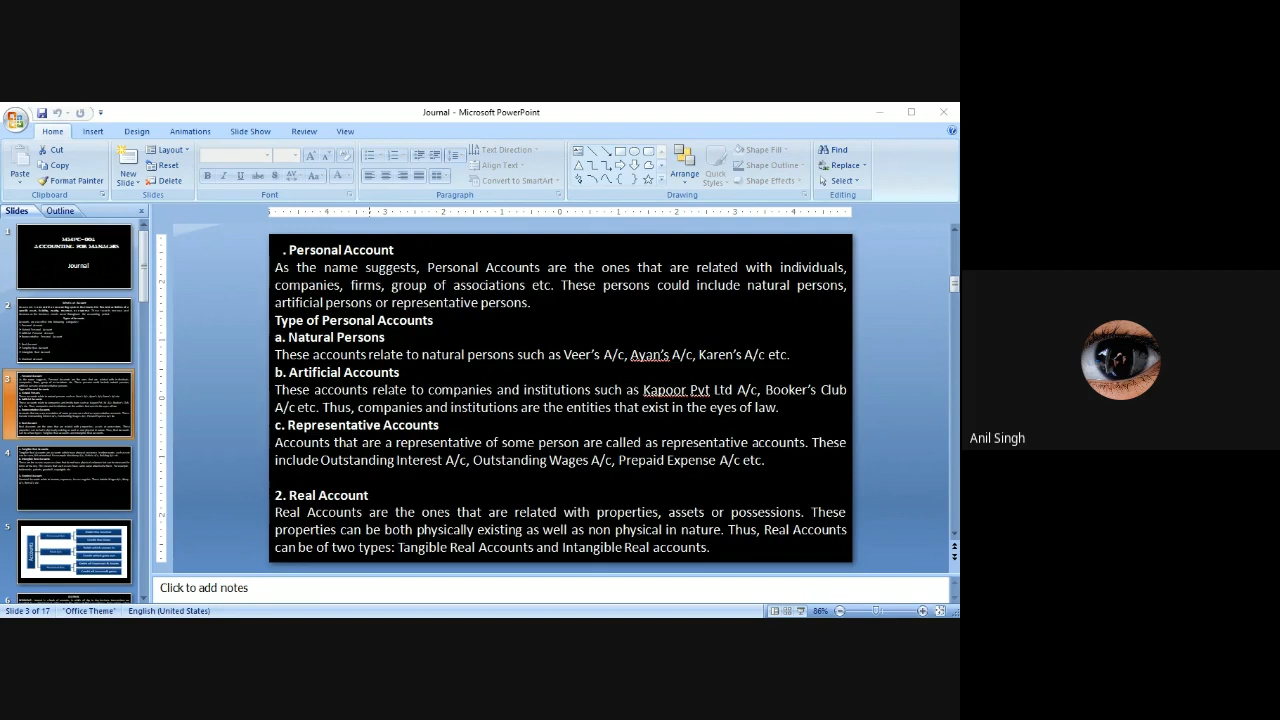 Journal - Microsoft PowerPoint
Home Insert Design Animations Slide Show Review View
Paste
Cut
Copy
Format Painter
Clipboard
New
Slide
Layout
Reset
Delete
Slides
Font
Text Direction
Align Text
Convert to SmartArt
Paragraph
Arrange
Quick
Styles
Shape Fill
Shape Outline
Shape Effects
Drawing
Find
Replace
Select
Editing
Slides Outline
1
ACCOUNTING FOR MANAGERS
Journal
2
3
4
5
6
. Personal Account
As the name suggests, Personal Accounts are the ones that are related with individuals,
companies, firms, group of associations etc. These persons could include natural persons,
artificial persons or representative persons.
Type of Personal Accounts
a. Natural Persons
These accounts relate to natural persons such as Veer's A/c, Ayan's A/c, Karen's A/c etc.
b. Artificial Accounts
These accounts relate to companies and institutions such as Kapoor Pvt Ltd A/c, Booker's Club
A/c etc. Thus, companies and institutions are the entities that exist in the eyes of law.
c. Representative Accounts
Accounts that are a representative of some person are called as representative accounts. These
include Outstanding Interest A/c, Outstanding Wages A/c, Prepaid Expense A/c etc.
2. Real Account
Real Accounts are the ones that are related with properties, assets or possessions. These
properties can be both physically existing as well as non physical in nature. Thus, Real Accounts
can be of two types: Tangible Real Accounts and Intangible Real accounts.
Anil Singh
Click to add notes
Slide 3 of 17 "Office Theme" English (United States) 86%